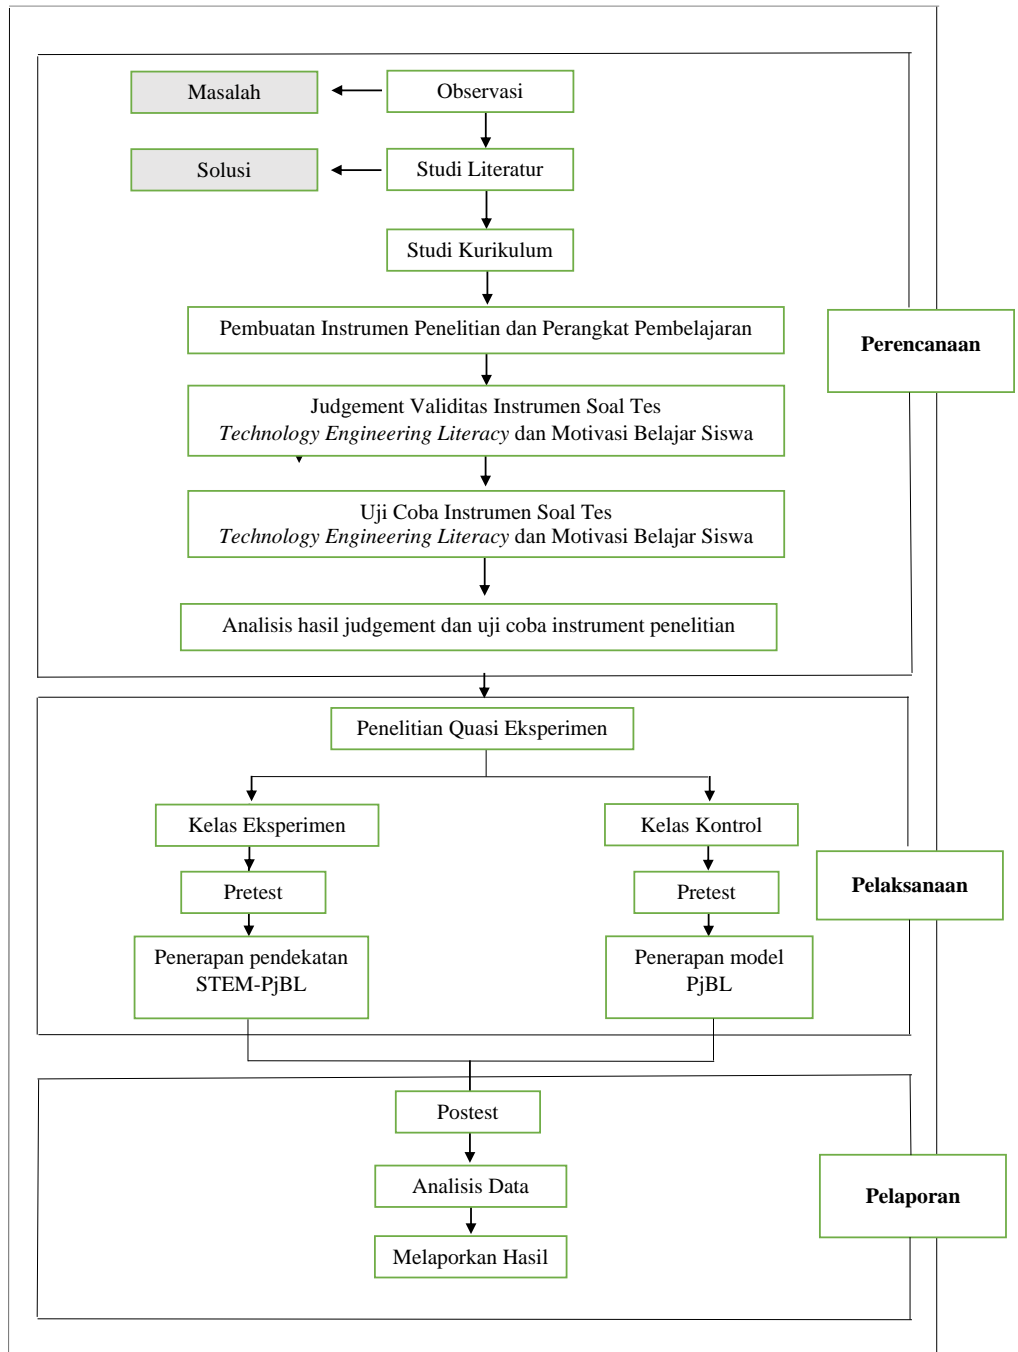 Masalah
Observasi
Solusi
Studi Literatur
Studi Kurikulum
Pembuatan Instrumen Penelitian dan Perangkat Pembelajaran
Perencanaan
Judgement Validitas Instrumen Soal Tes
Technology Engineering Literacy dan Motivasi Belajar Siswa
Uji Coba Instrumen Soal Tes
Technology Engineering Literacy dan Motivasi Belajar Siswa
Analisis hasil judgement dan uji coba instrument penelitian
Penelitian Quasi Eksperimen
Kelas Eksperimen
Kelas Kontrol
Pretest
Pretest
Pelaksanaan
Penerapan pendekatan
STEM-PjBL
Penerapan model
PjBL
Postest
Analisis Data
Pelaporan
Melaporkan Hasil